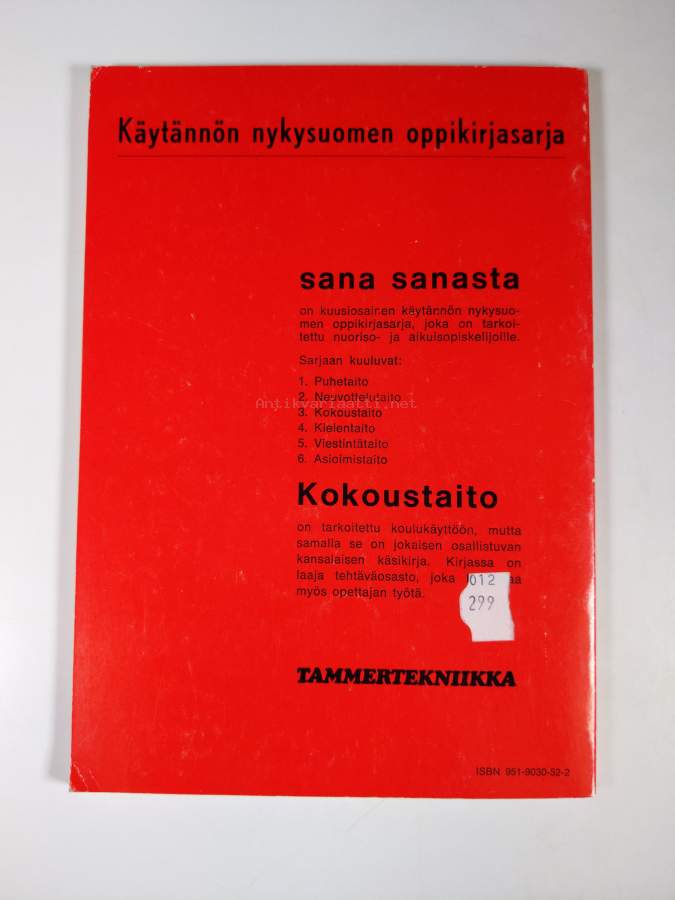 Käytännön nykysuomen oppikirjasarja
sana sanasta
on kuusiosainen käytännön nykysuo-
men oppikirjasarja, joka on tarkoi-
tettu nuoriso- ja aikuisopiskelijoille.
Sarjaan kuuluvat:
1. Puhetaito
2. Neuvottelutaito
Antikvariaatti.net
3. Kokoustaito
4. Kielentaito
5. Viestintätaito
6. Asioimistaito
Kokoustaito
on tarkoitettu koulukäyttöön, mutta
samalla se on jokaisen osallistuvan
kansalaisen käsikirja. Kirjassa on
laaja tehtäväosasto, joka
012
myös opettajan työtä.
299
TAMMERTEKNIIKKA
ISBN 951-9030-52-2